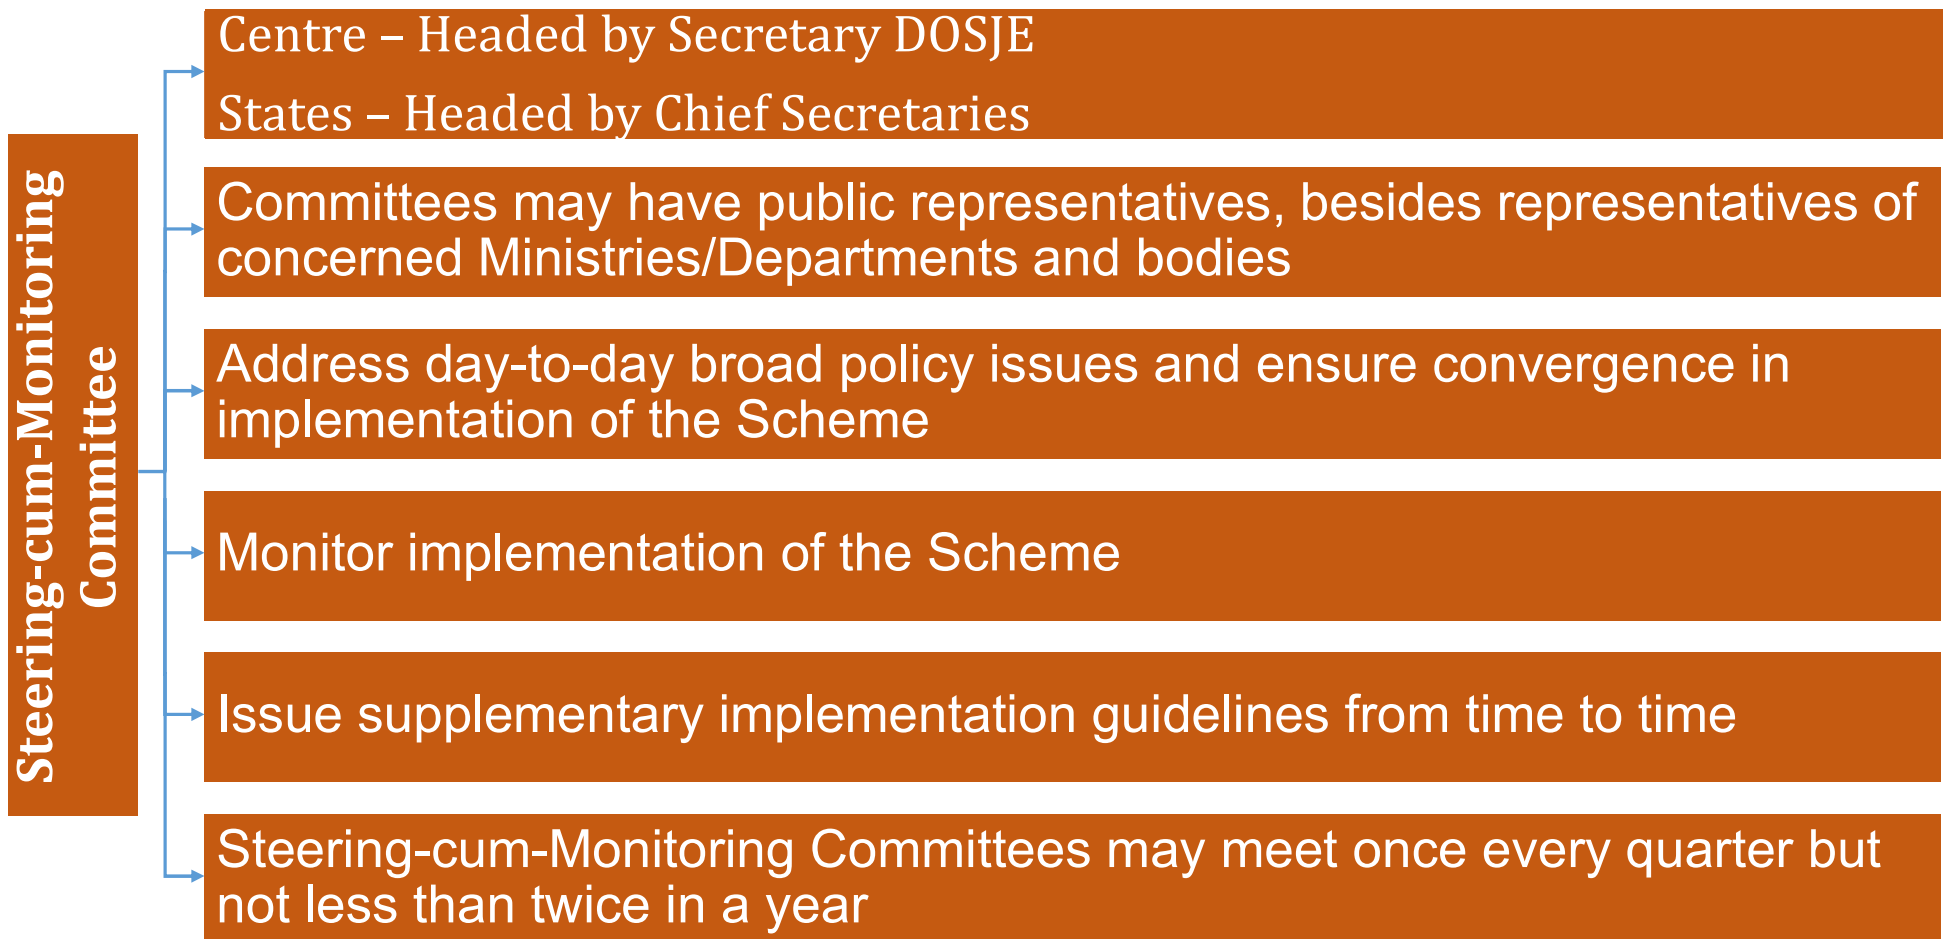 Steering-cum-Monitoring
Committee
Centre – Headed by Secretary DOSJE
States – Headed by Chief Secretaries
Committees may have public representatives, besides representatives of
concerned Ministries/Departments and bodies
Address day-to-day broad policy issues and ensure convergence in
implementation of the Scheme
Monitor implementation of the Scheme
Issue supplementary implementation guidelines from time to time
Steering-cum-Monitoring Committees may meet once every quarter but
not less than twice in a year